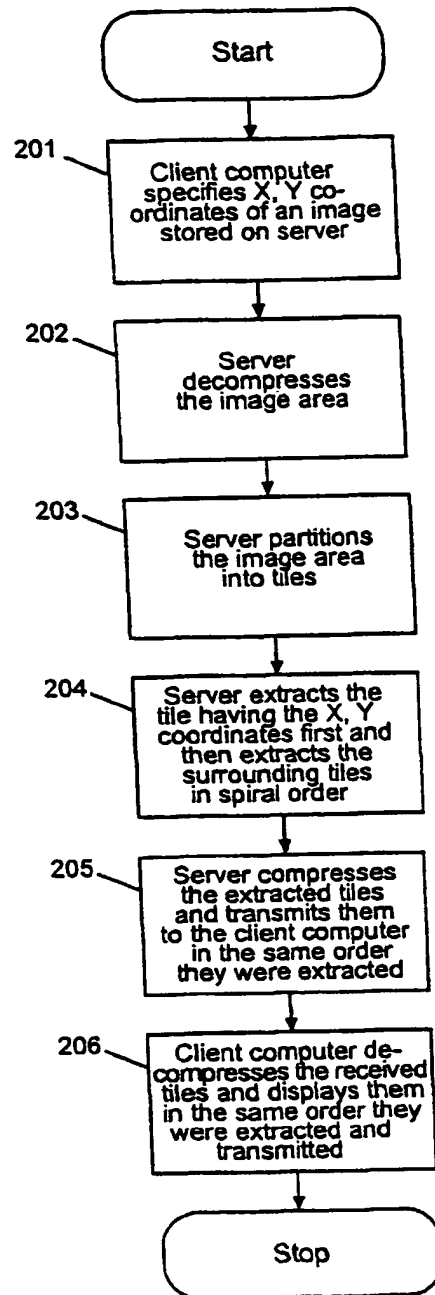 Start
201
Client computer
specifies X, Y co-
ordinates of an image
stored on server
202
Server
decompresses
the image area
203
Server partitions
the image area
into tiles
204
Server extracts the
tile having the X, Y
coordinates first and
then extracts the
surrounding tiles
in spiral order
205
Server compresses
the extracted tiles
and transmits them
to the client computer
in the same order
they were extracted
206
Client computer de-
compresses the received
tiles and displays them
in the same order they
were extracted and
transmitted
Stop